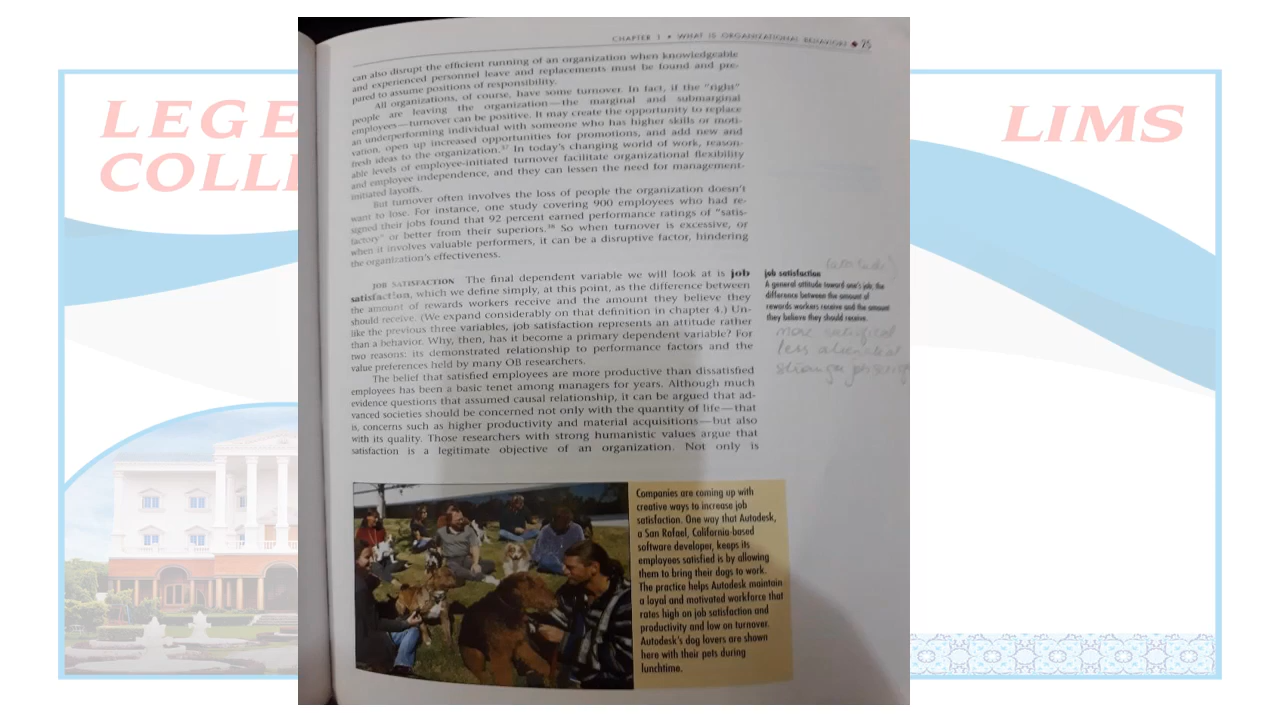 LEGE
COLLE
LIMS
CHAPTER 1 • WHAT IS ORGANIZATIONAL BEHAVIOR? • 25
can also disrupt the efficient running of an organization when knowledgeable
and experienced personnel leave and replacements must be found and pre-
pared to assume positions of responsibility.
All organizations, of course, have some turnover. In fact, if the "right"
people are leaving the organization—the marginal and submarginal
employees—turnover can be positive. It may create the opportunity to replace
an underperforming individual with someone who has higher skills or moti-
vation, open up increased opportunities for promotions, and add new and
fresh ideas to the organization.³⁷ In today's changing world of work, reason-
able levels of employee-initiated turnover facilitate organizational flexibility
and employee independence, and they can lessen the need for management-
initiated layoffs.
But turnover often involves the loss of people the organization doesn't
want to lose. For instance, one study covering 900 employees who had re-
signed their jobs found that 92 percent earned performance ratings of "satis-
factory" or better from their superiors.³⁸ So when turnover is excessive, or
when it involves valuable performers, it can be a disruptive factor, hindering
the organization's effectiveness.
JOB SATISFACTION The final dependent variable we will look at is job
satisfaction, which we define simply, at this point, as the difference between
the amount of rewards workers receive and the amount they believe they
should receive. (We expand considerably on that definition in chapter 4.) Un-
like the previous three variables, job satisfaction represents an attitude rather
than a behavior. Why, then, has it become a primary dependent variable? For
two reasons: its demonstrated relationship to performance factors and the
value preferences held by many OB researchers.
The belief that satisfied employees are more productive than dissatisfied
employees has been a basic tenet among managers for years. Although much
evidence questions that assumed causal relationship, it can be argued that ad-
vanced societies should be concerned not only with the quantity of life—that
is, concerns such as higher productivity and material acquisitions—but also
with its quality. Those researchers with strong humanistic values argue that
satisfaction is a legitimate objective of an organization. Not only is
job satisfaction
A general attitude toward one's job; the
difference between the amount of
rewards workers receive and the amount
they believe they should receive.
more satisfied
less
stronger
Companies are coming up with
creative ways to increase job
satisfaction. One way that Autodesk,
a San Rafael, California-based
software developer, keeps its
employees satisfied is by allowing
them to bring their dogs to work.
The practice helps Autodesk maintain
a loyal and motivated workforce that
rates high on job satisfaction and
productivity and low on turnover.
Autodesk's dog lovers are shown
here with their pets during
lunchtime.